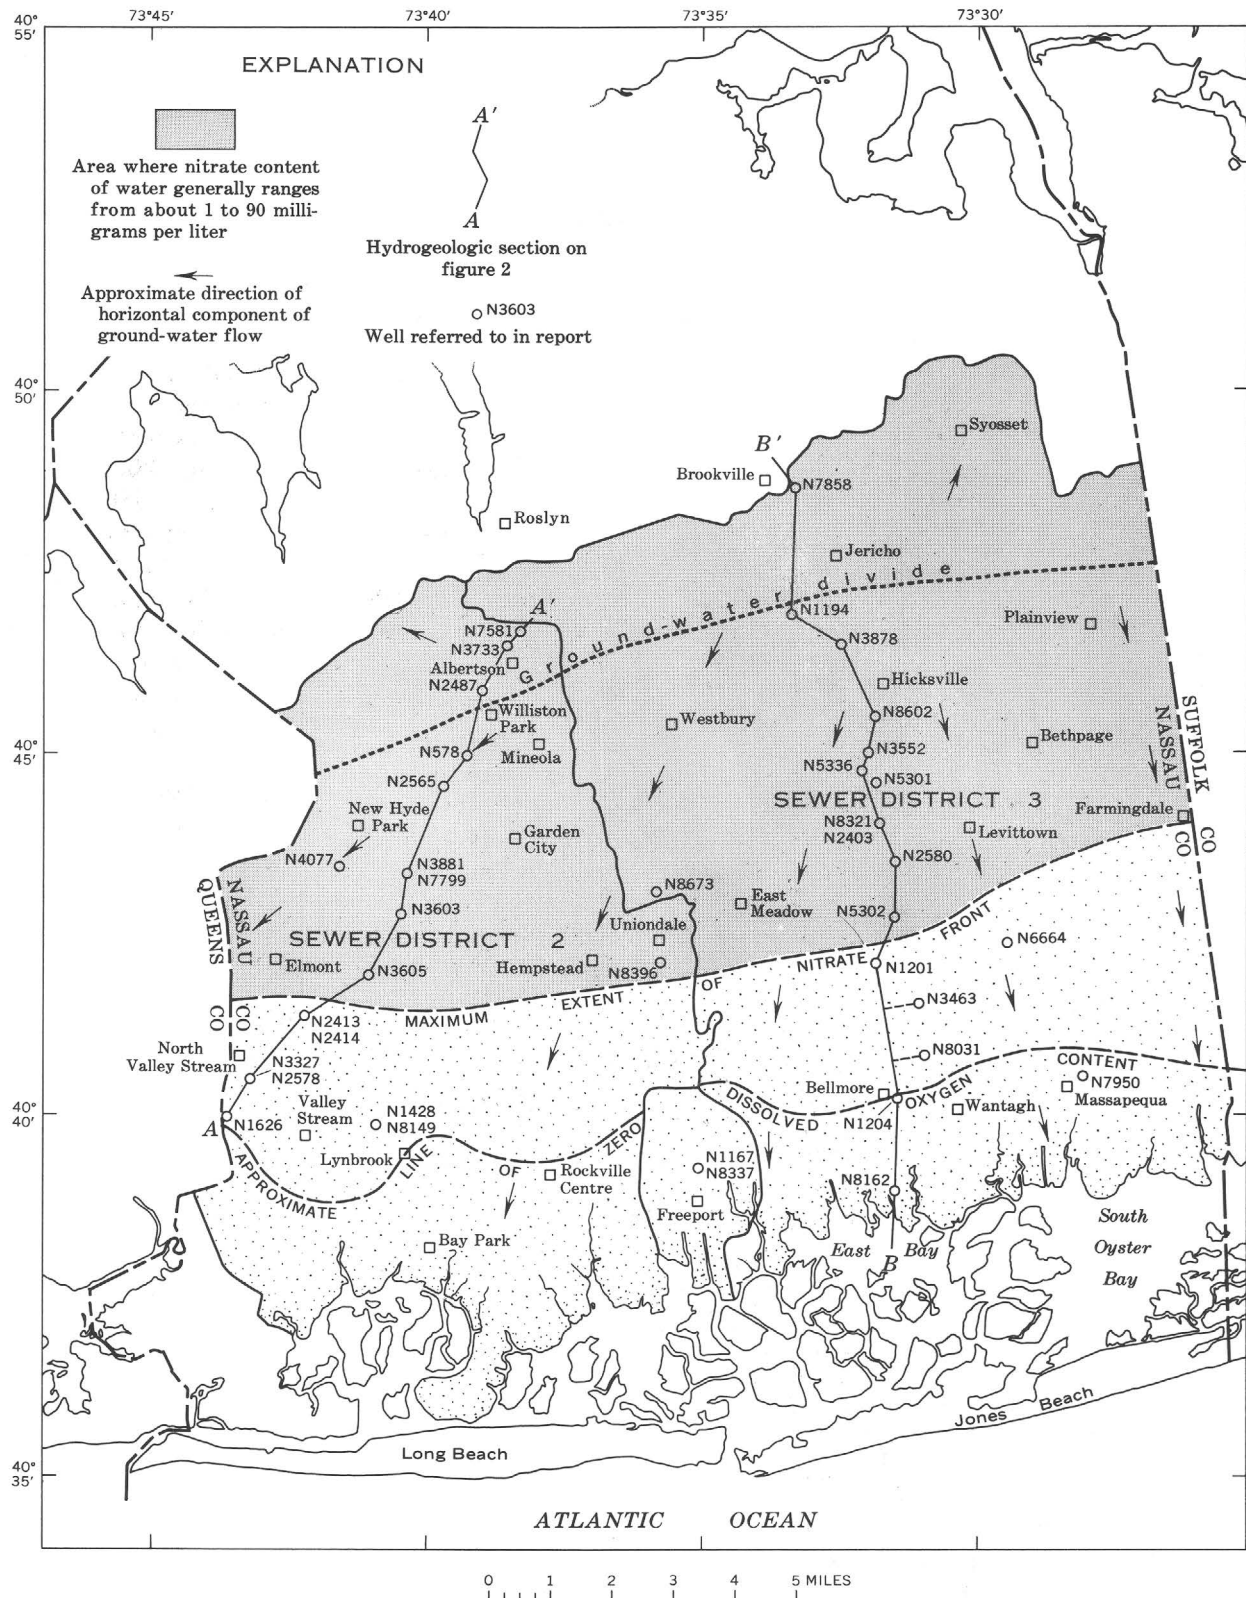 73°45'
73°40'
73°35'
73°30'
40°
55'
EXPLANATION
Area where nitrate content
of water generally ranges
from about 1 to 90 milli-
grams per liter
Approximate direction of
horizontal component of
ground-water flow
A'
A
Hydrogeologic section on
figure 2
N3603
Well referred to in report
40°
50'
Syosset
B'
Brookville
N7858
Roslyn
Jericho
Ground-water divide
A'
N7581
N3733
Albertson
N2487
N1194
N3878
Plainview
Hicksville
Williston
Park
Westbury
N8602
Bethpage
SUFFOLK CO
NASSAU CO
40°
45'
N578
Mineola
N3552
N5336
N5301
N2565
SEWER DISTRICT 3
Farmingdale
New Hyde
Park
Garden
City
N8321
N2403
Levittown
N4077
N3881
N7799
N2580
QUEENS CO
NASSAU CO
N8673
East
Meadow
N3603
N5302
Uniondale
SEWER DISTRICT 2
N6664
Elmont
N3605
Hempstead
N8396
N1201
MAXIMUM EXTENT OF NITRATE FRONT
N3463
N2413
N2414
North
Valley Stream
N3327
N2578
N8031
Valley
Stream
Bellmore
N7950
Massapequa
40°
40'
A
N1626
N1428
N8149
N1204
Wantagh
Lynbrook
APPROXIMATE LINE OF ZERO DISSOLVED OXYGEN CONTENT
Rockville
Centre
N1167
N8337
N8162
Freeport
Bay Park
East Bay
B
South
Oyster
Bay
Jones Beach
Long Beach
40°
35'
ATLANTIC OCEAN
0 1 2 3 4 5 MILES